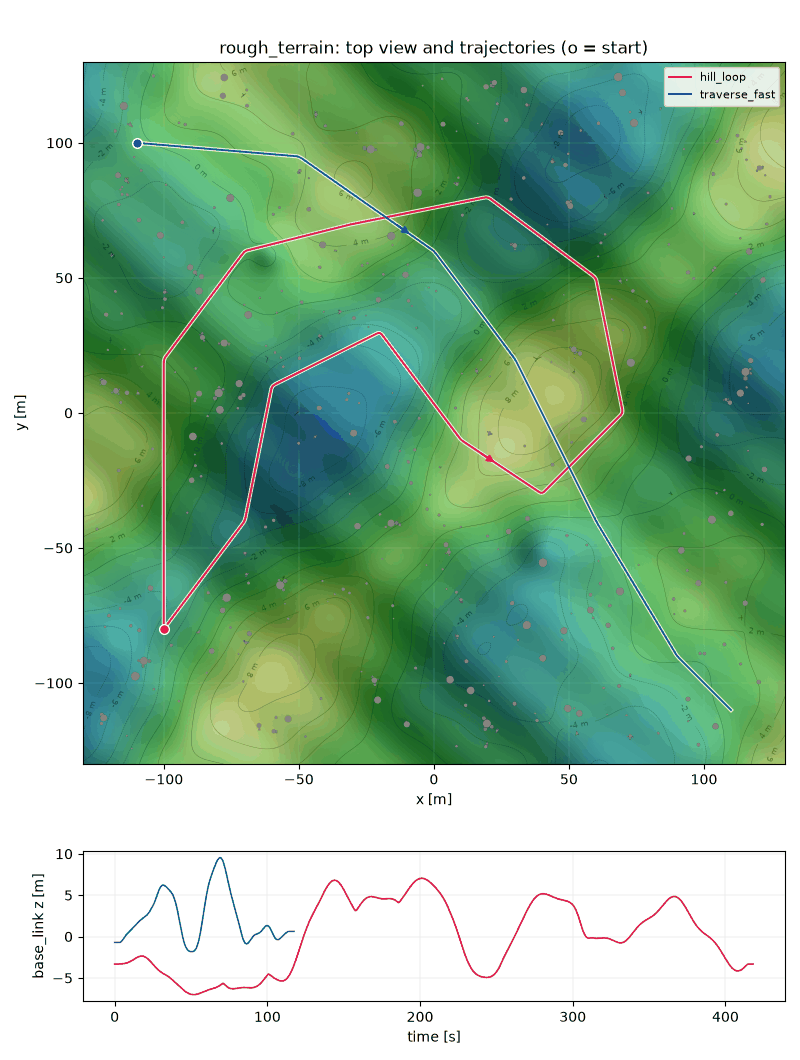 rough_terrain: top view and trajectories (o = start)
hill_loop
traverse_fast
y [m]
100
50
0
−50
−100
−100
−50
0
50
100
x [m]
base_link z [m]
10
5
0
−5
0
100
200
300
400
time [s]